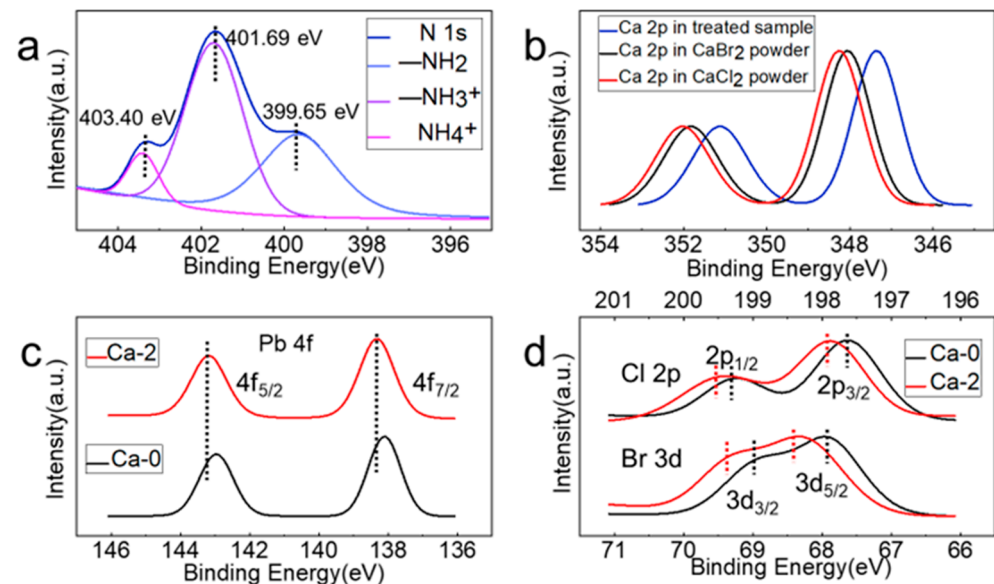 a
Intensity(a.u.)
403.40 eV
401.69 eV
399.65 eV
N 1s
—NH2
—NH3⁺
NH4⁺
404 402 400 398 396
Binding Energy(eV)
b
Intensity(a.u.)
Ca 2p in treated sample
Ca 2p in CaBr₂ powder
Ca 2p in CaCl₂ powder
354 352 350 348 346
Binding Energy(eV)
c
Intensity(a.u.)
Ca-2
Pb 4f
4f₅/₂
4f₇/₂
Ca-0
146 144 142 140 138 136
Binding Energy(eV)
201 200 199 198 197 196
d
Intensity(a.u.)
Cl 2p
2p₁/₂
2p₃/₂
Ca-0
Ca-2
Br 3d
3d₃/₂
3d₅/₂
71 70 69 68 67 66
Binding Energy(eV)